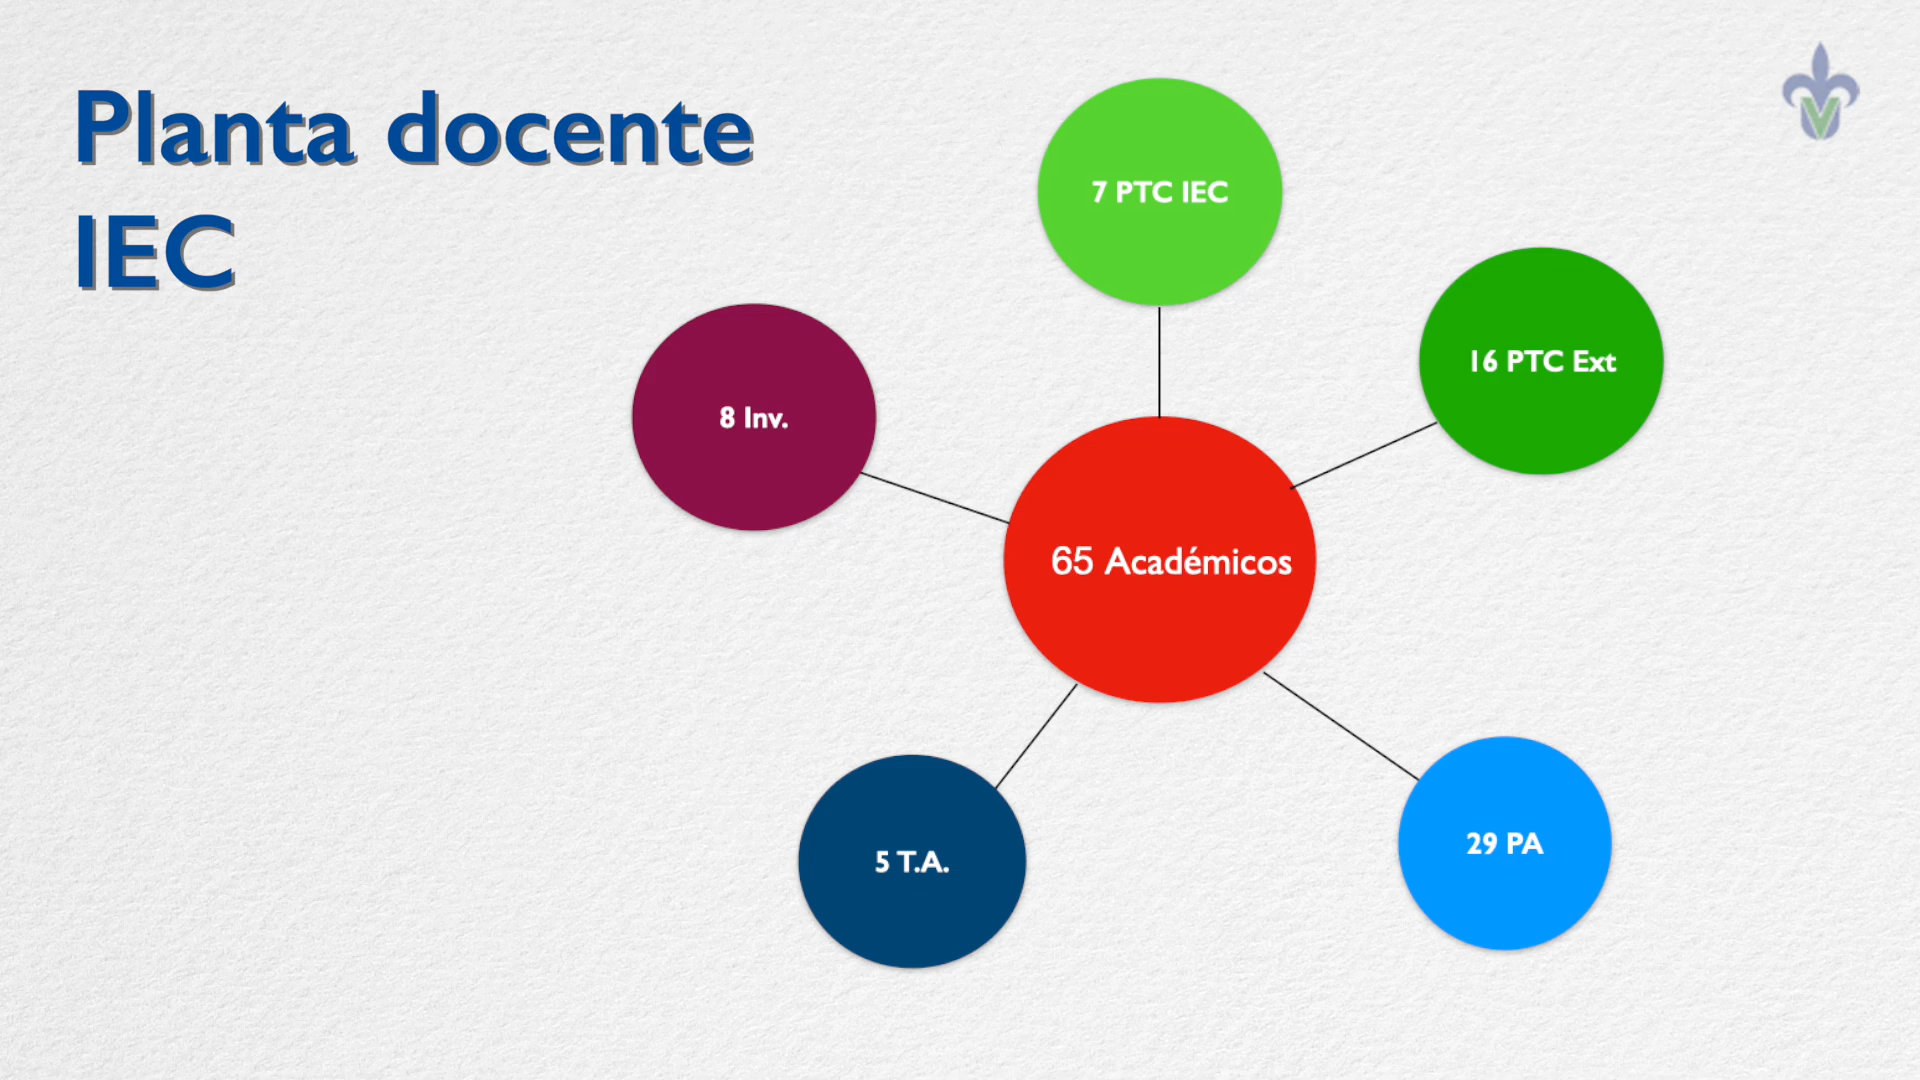 Planta docente
IEC
7 PTC IEC
16 PTC Ext
8 Inv.
65 Académicos
29 PA
5 T.A.